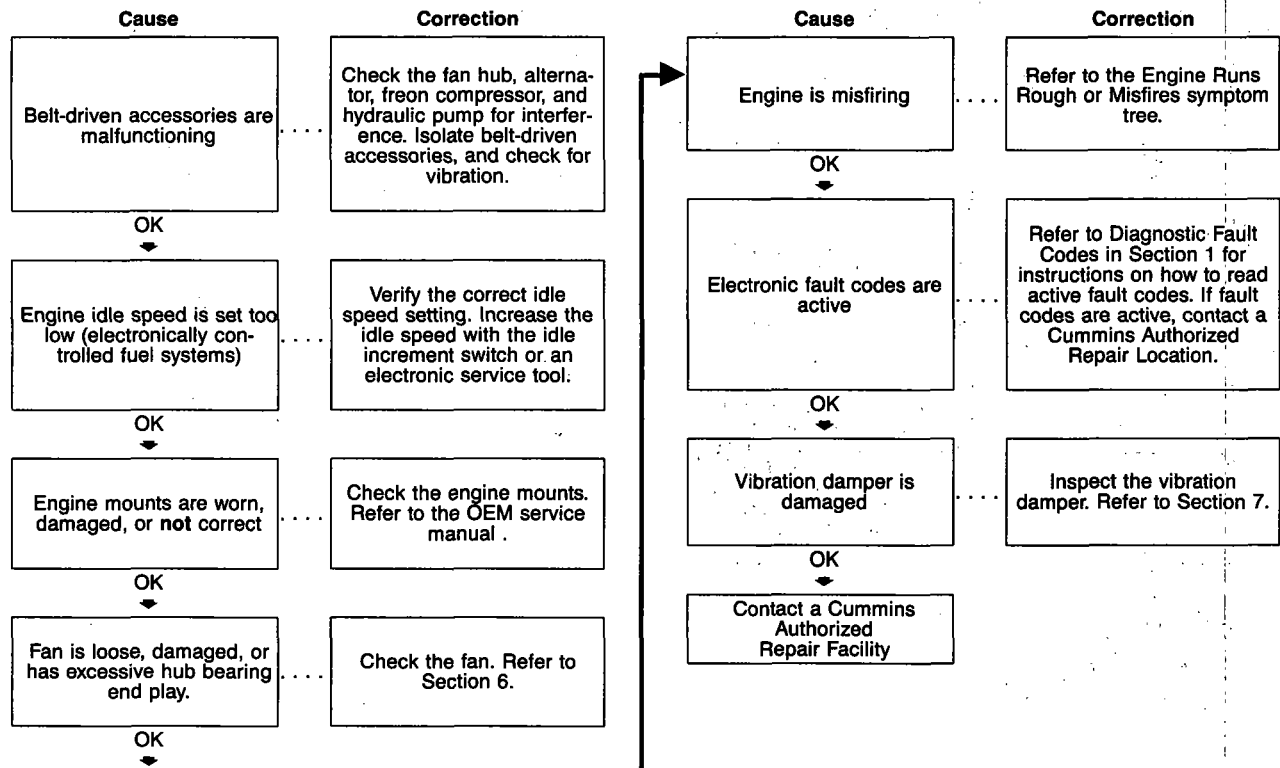 Cause
Correction
Belt-driven accessories are
malfunctioning
. . . .
Check the fan hub, alterna-
tor, freon compressor, and
hydraulic pump for interfer-
ence. Isolate belt-driven
accessories, and check for
vibration.
OK
Engine idle speed is set too
low (electronically con-
trolled fuel systems)
. . . .
Verify the correct idle
speed setting. Increase the
idle speed with the idle
increment switch or an
electronic service tool.
OK
Engine mounts are worn,
damaged, or not correct
. . . .
Check the engine mounts.
Refer to the OEM service
manual .
OK
Fan is loose, damaged, or
has excessive hub bearing
end play.
. . . .
Check the fan. Refer to
Section 6.
OK
Cause
Correction
Engine is misfiring
. . . .
Refer to the Engine Runs
Rough or Misfires symptom
tree.
OK
Electronic fault codes are
active
. . . .
Refer to Diagnostic Fault
Codes in Section 1 for
instructions on how to read
active fault codes. If fault
codes are active, contact a
Cummins Authorized
Repair Location.
OK
Vibration damper is
damaged
. . . .
Inspect the vibration
damper. Refer to Section 7.
OK
Contact a Cummins
Authorized
Repair Facility